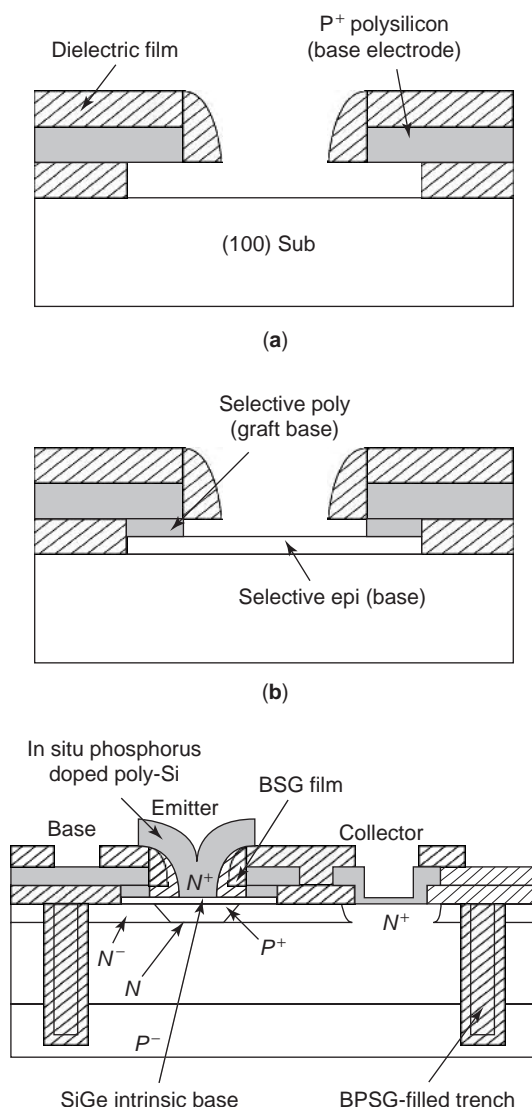 Dielectric film
P+ polysilicon
(base electrode)
(100) Sub
(a)
Selective poly
(graft base)
Selective epi (base)
(b)
In situ phosphorus
doped poly-Si
Emitter
BSG film
Base
Collector
N+
N+
N−
N
P+
P−
SiGe intrinsic base
BPSG-filled trench